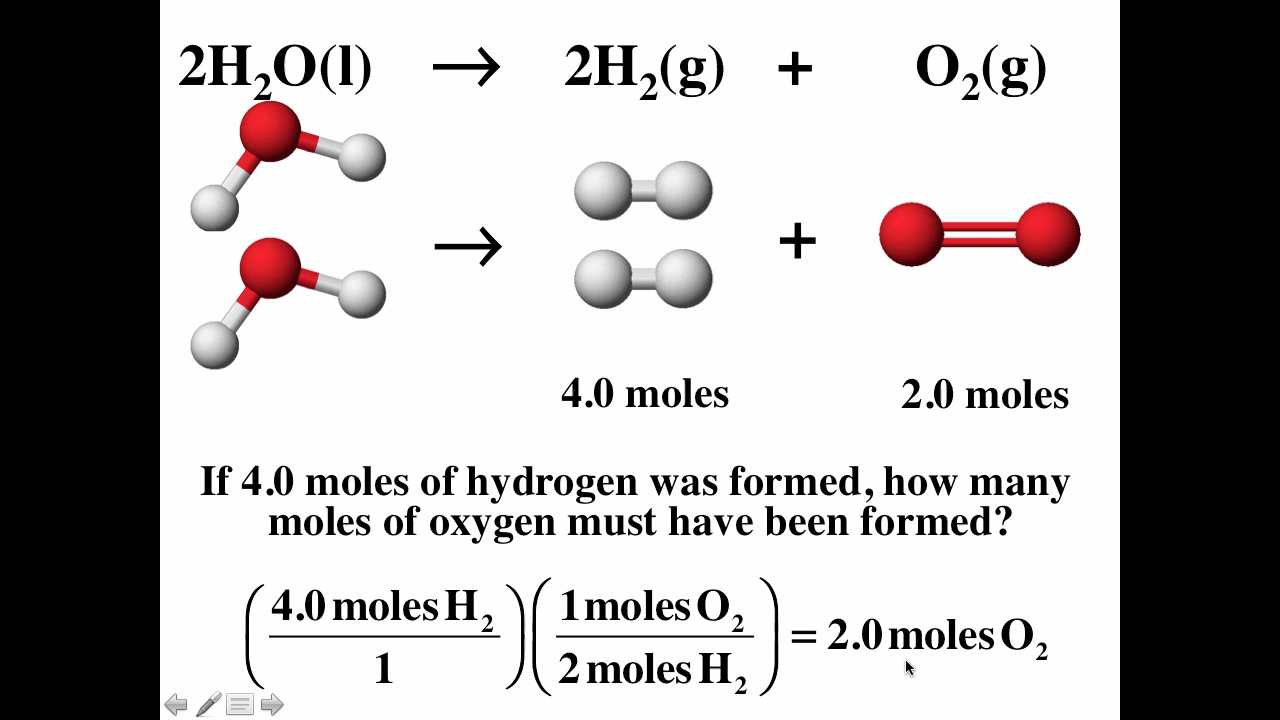 2H₂O(l) → 2H₂(g) + O₂(g)
→ +
4.0 moles 2.0 moles
If 4.0 moles of hydrogen was formed, how many
moles of oxygen must have been formed?
(4.0 moles H₂ / 1)(1 moles O₂ / 2 moles H₂) = 2.0 moles O₂